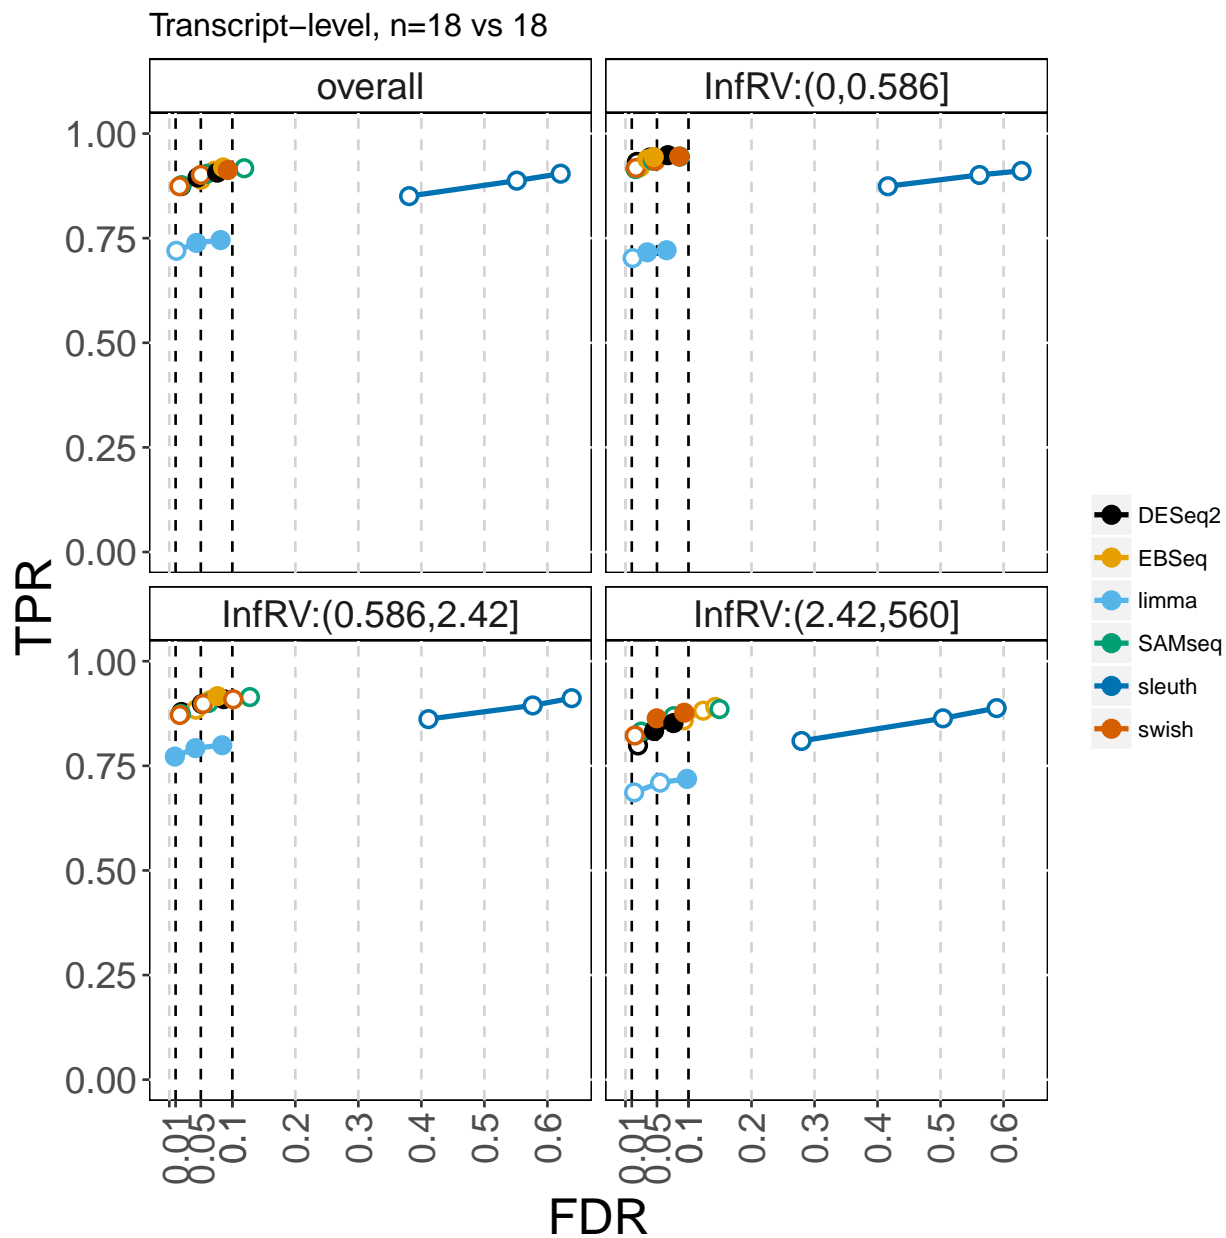 Transcript−level, n=18 vs 18
overall
InfRV:(0,0.586]
1.00
0.75
0.50
0.25
0.00
TPR
InfRV:(0.586,2.42]
InfRV:(2.42,560]
1.00
0.75
0.50
0.25
0.00
0.01
0.05
0.1
0.2
0.3
0.4
0.5
0.6
0.01
0.05
0.1
0.2
0.3
0.4
0.5
0.6
FDR
DESeq2
EBSeq
limma
SAMseq
sleuth
swish